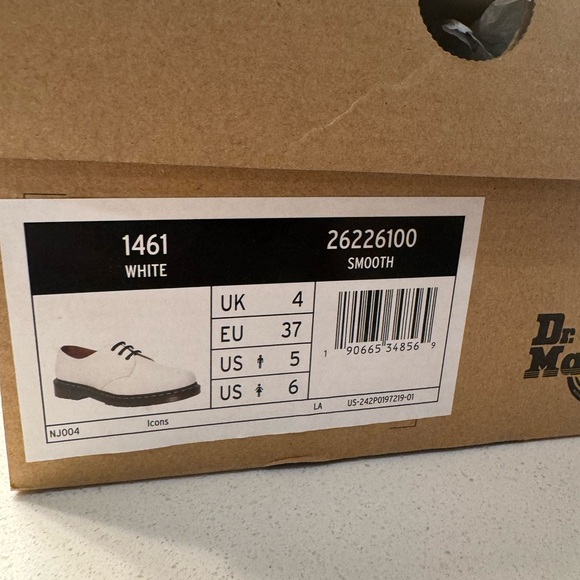 1461
WHITE
26226100
SMOOTH
UK 4
EU 37
US 5
US 6
1 90665 34856 9
NJ004
Icons
LA
US-242P0197219-01
Dr.